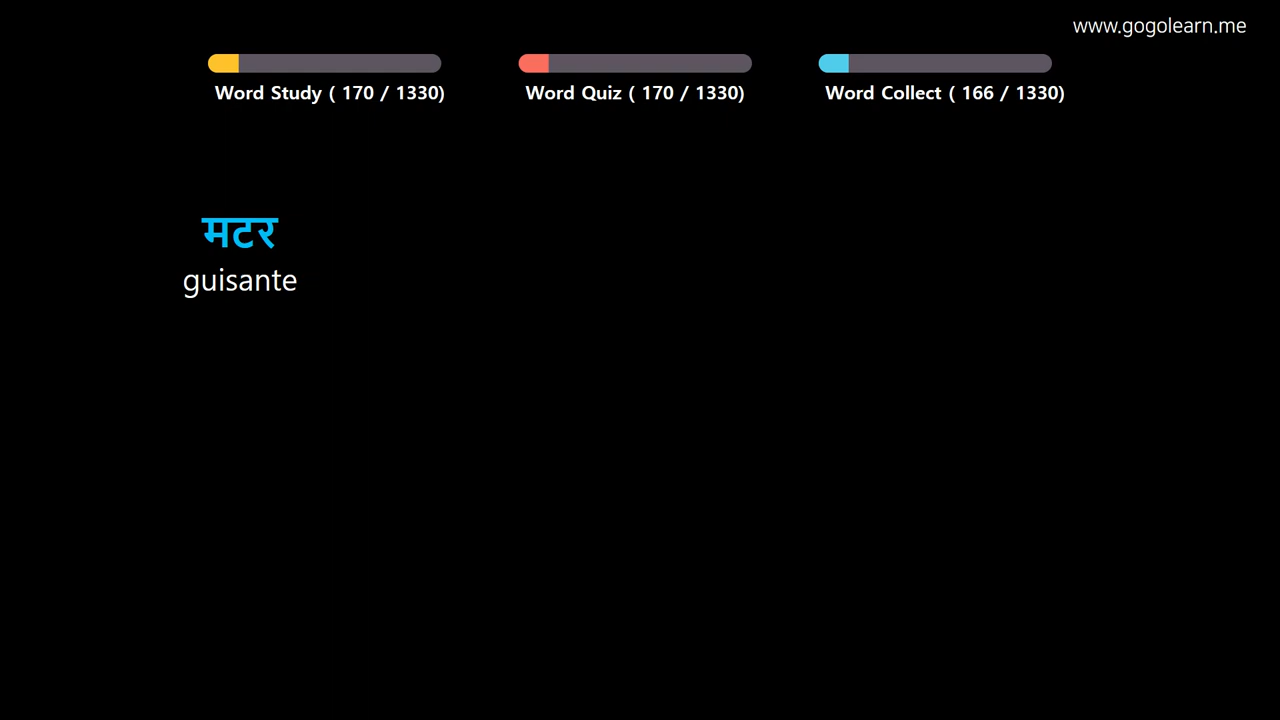 www.gogolearn.me
Word Study ( 170 / 1330)
Word Quiz ( 170 / 1330)
Word Collect ( 166 / 1330)
मटर
guisante